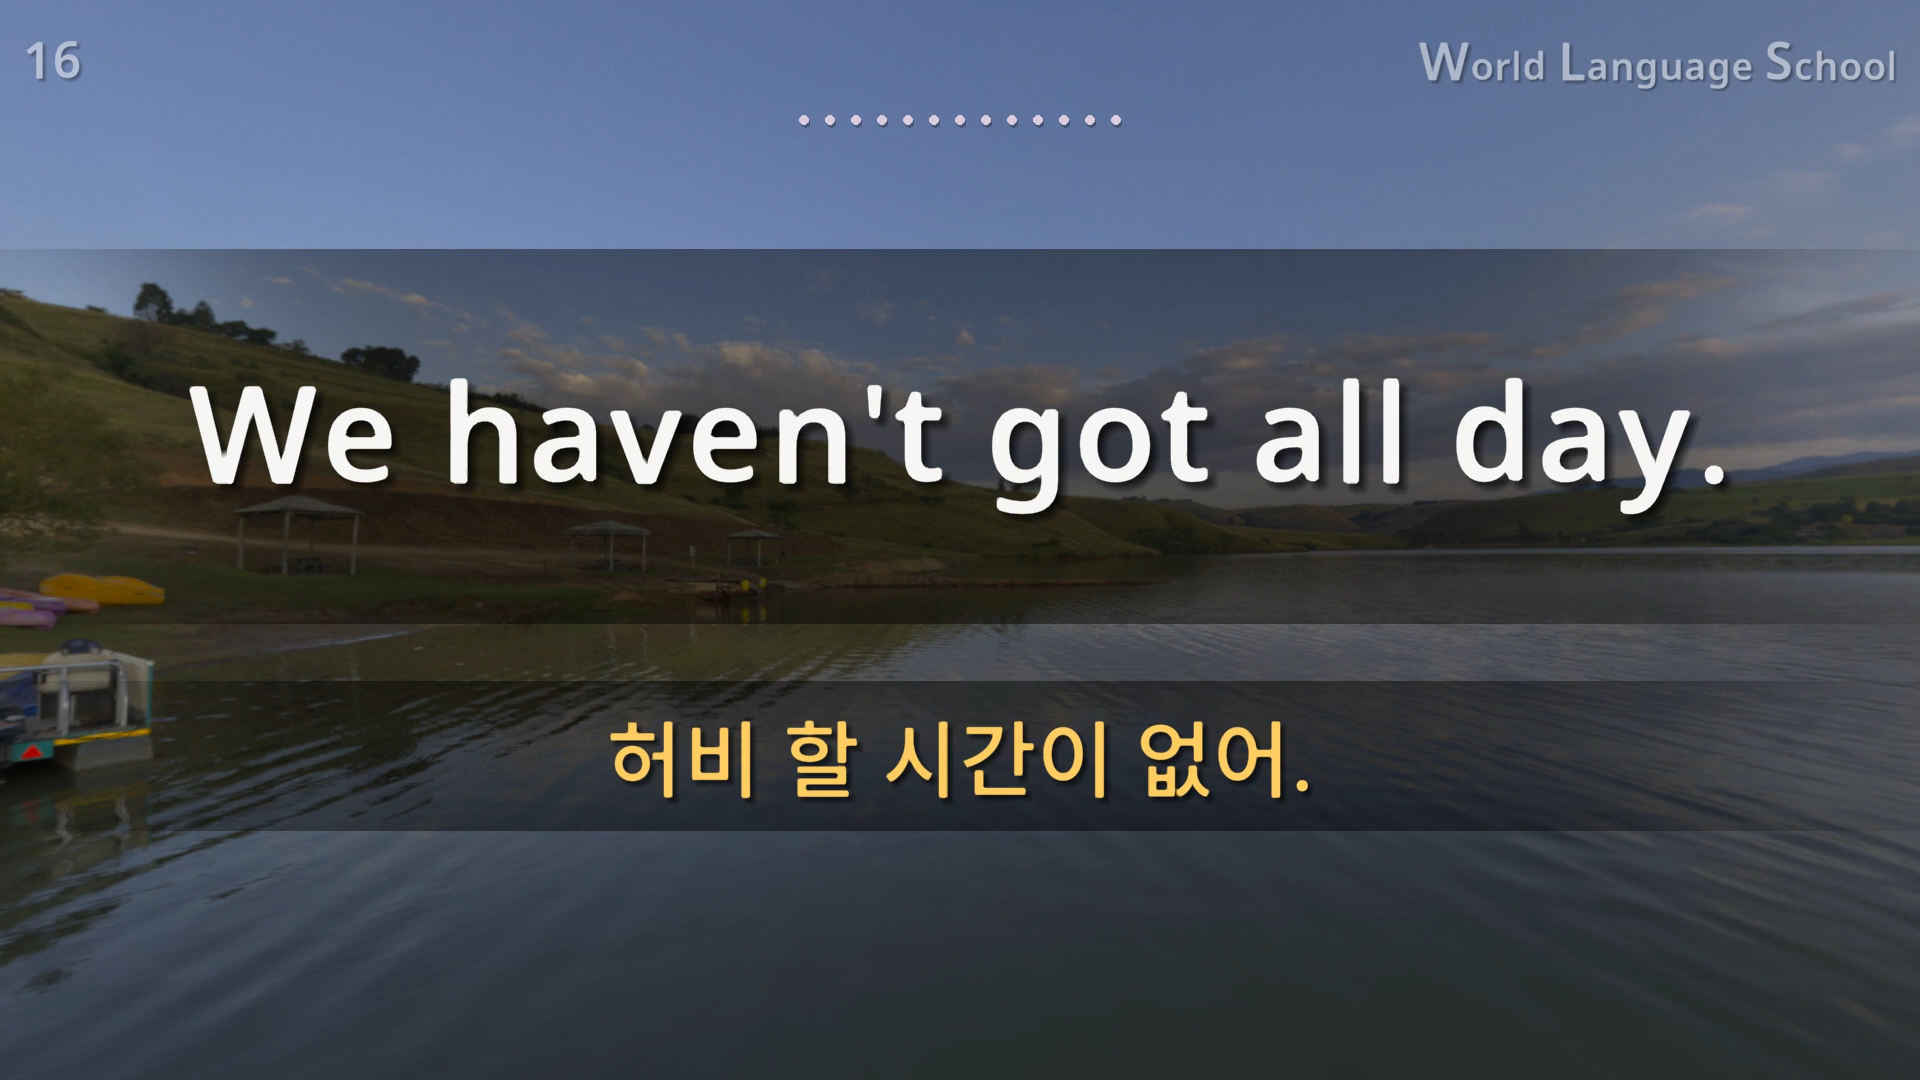 16
World Language School
We haven't got all day.
허비 할 시간이 없어.